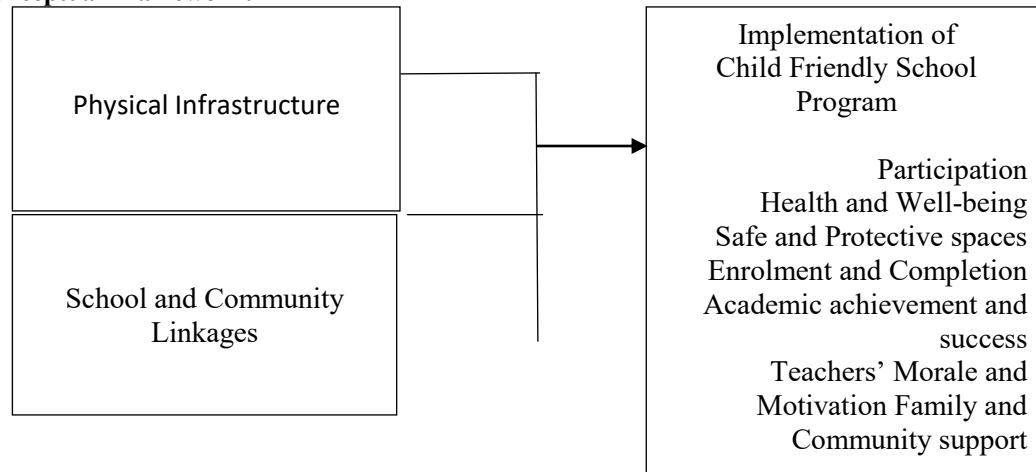 Physical Infrastructure
School and Community
Linkages
Implementation of
Child Friendly School
Program
Participation
Health and Well-being
Safe and Protective spaces
Enrolment and Completion
Academic achievement and
success
Teachers’ Morale and
Motivation Family and
Community support